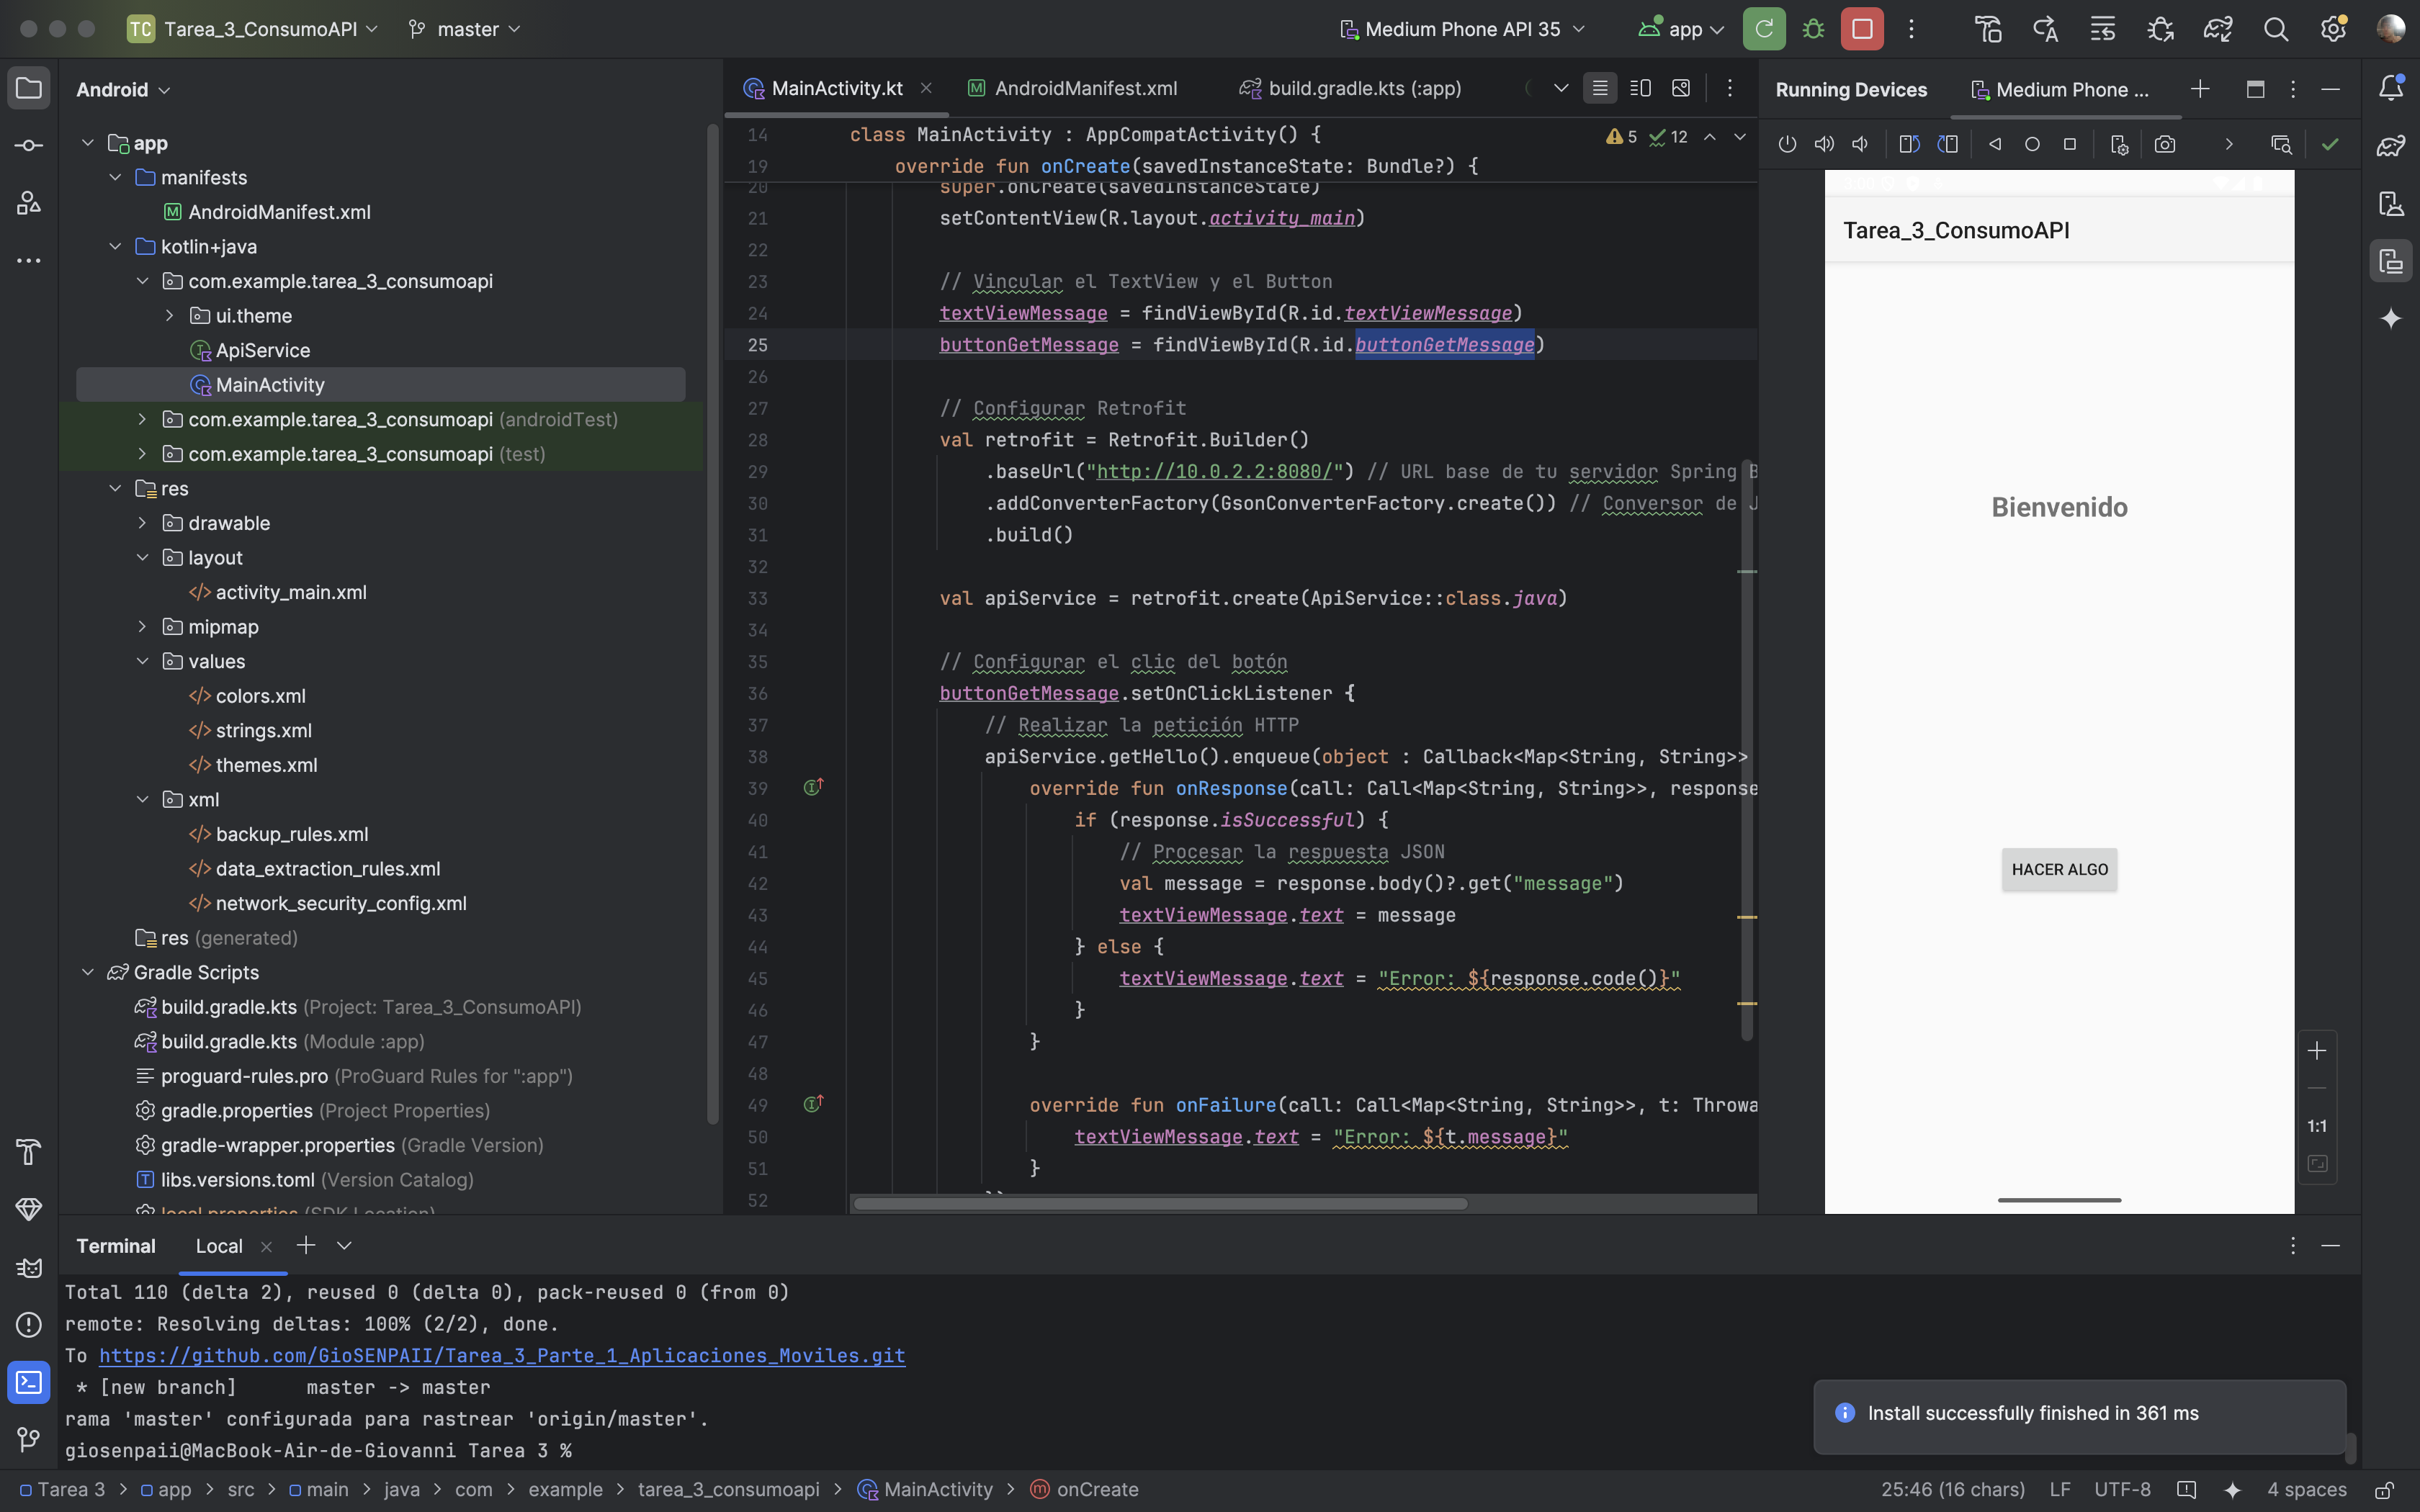 TC Tarea_3_ConsumoAPI master Medium Phone API 35 app
Android
app
manifests
AndroidManifest.xml
kotlin+java
com.example.tarea_3_consumoapi
ui.theme
ApiService
MainActivity
com.example.tarea_3_consumoapi (androidTest)
com.example.tarea_3_consumoapi (test)
res
drawable
layout
activity_main.xml
mipmap
values
colors.xml
strings.xml
themes.xml
xml
backup_rules.xml
data_extraction_rules.xml
network_security_config.xml
res (generated)
Gradle Scripts
build.gradle.kts (Project: Tarea_3_ConsumoAPI)
build.gradle.kts (Module :app)
proguard-rules.pro (ProGuard Rules for ":app")
gradle.properties (Project Properties)
gradle-wrapper.properties (Gradle Version)
libs.versions.toml (Version Catalog)
local.properties (SDK Location)
MainActivity.kt AndroidManifest.xml build.gradle.kts (:app)
5 12
14 class MainActivity : AppCompatActivity() {
19 override fun onCreate(savedInstanceState: Bundle?) {
20 super.onCreate(savedInstanceState)
21 setContentView(R.layout.activity_main)
22
23 // Vincular el TextView y el Button
24 textViewMessage = findViewById(R.id.textViewMessage)
25 buttonGetMessage = findViewById(R.id.buttonGetMessage)
26
27 // Configurar Retrofit
28 val retrofit = Retrofit.Builder()
29 .baseUrl("http://10.0.2.2:8080/") // URL base de tu servidor Spring B
30 .addConverterFactory(GsonConverterFactory.create()) // Conversor de J
31 .build()
32
33 val apiService = retrofit.create(ApiService::class.java)
34
35 // Configurar el clic del botón
36 buttonGetMessage.setOnClickListener {
37 // Realizar la petición HTTP
38 apiService.getHello().enqueue(object : Callback<Map<String, String>>
39 override fun onResponse(call: Call<Map<String, String>>, response
40 if (response.isSuccessful) {
41 // Procesar la respuesta JSON
42 val message = response.body()?.get("message")
43 textViewMessage.text = message
44 } else {
45 textViewMessage.text = "Error: ${response.code()}"
46 }
47 }
48
49 override fun onFailure(call: Call<Map<String, String>>, t: Throwa
50 textViewMessage.text = "Error: ${t.message}"
51 }
52
Running Devices Medium Phone ...
Tarea_3_ConsumoAPI
Bienvenido
HACER ALGO
1:1
Terminal Local
Total 110 (delta 2), reused 0 (delta 0), pack-reused 0 (from 0)
remote: Resolving deltas: 100% (2/2), done.
To https://github.com/GioSENPAII/Tarea_3_Parte_1_Aplicaciones_Moviles.git
* [new branch] master -> master
rama 'master' configurada para rastrear 'origin/master'.
giosenpaii@MacBook-Air-de-Giovanni Tarea 3 %
Install successfully finished in 361 ms
Tarea 3 > app > src > main > java > com > example > tarea_3_consumoapi > MainActivity > onCreate
25:46 (16 chars) LF UTF-8 4 spaces